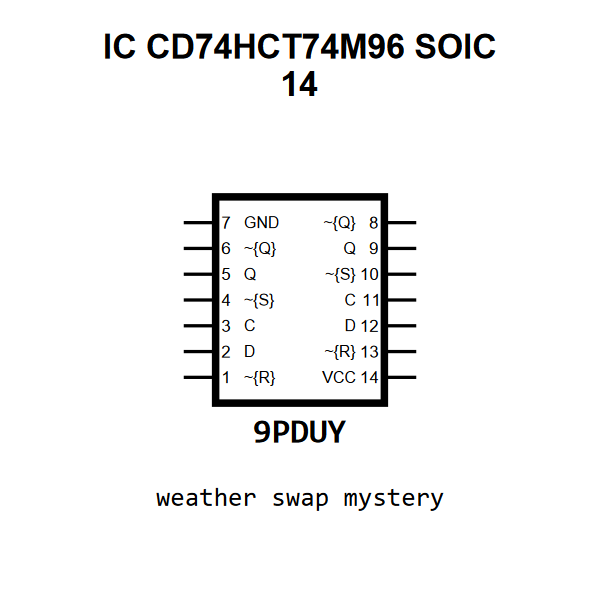 IC CD74HCT74M96 SOIC
14
7 GND ~{Q} 8
6 ~{Q} Q 9
5 Q ~{S} 10
4 ~{S} C 11
3 C D 12
2 D ~{R} 13
1 ~{R} VCC 14
9PDUY
weather swap mystery